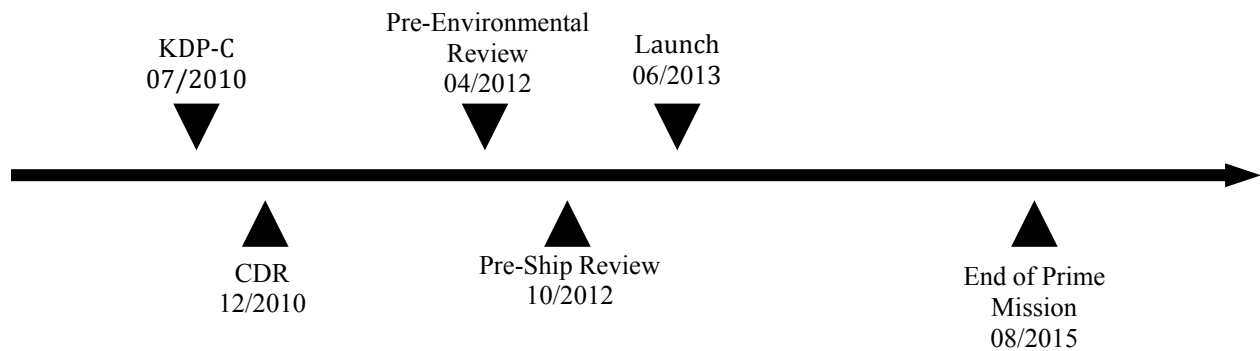 KDP-C
07/2010
Pre-Environmental
Review
04/2012
Launch
06/2013
CDR
12/2010
Pre-Ship Review
10/2012
End of Prime
Mission
08/2015